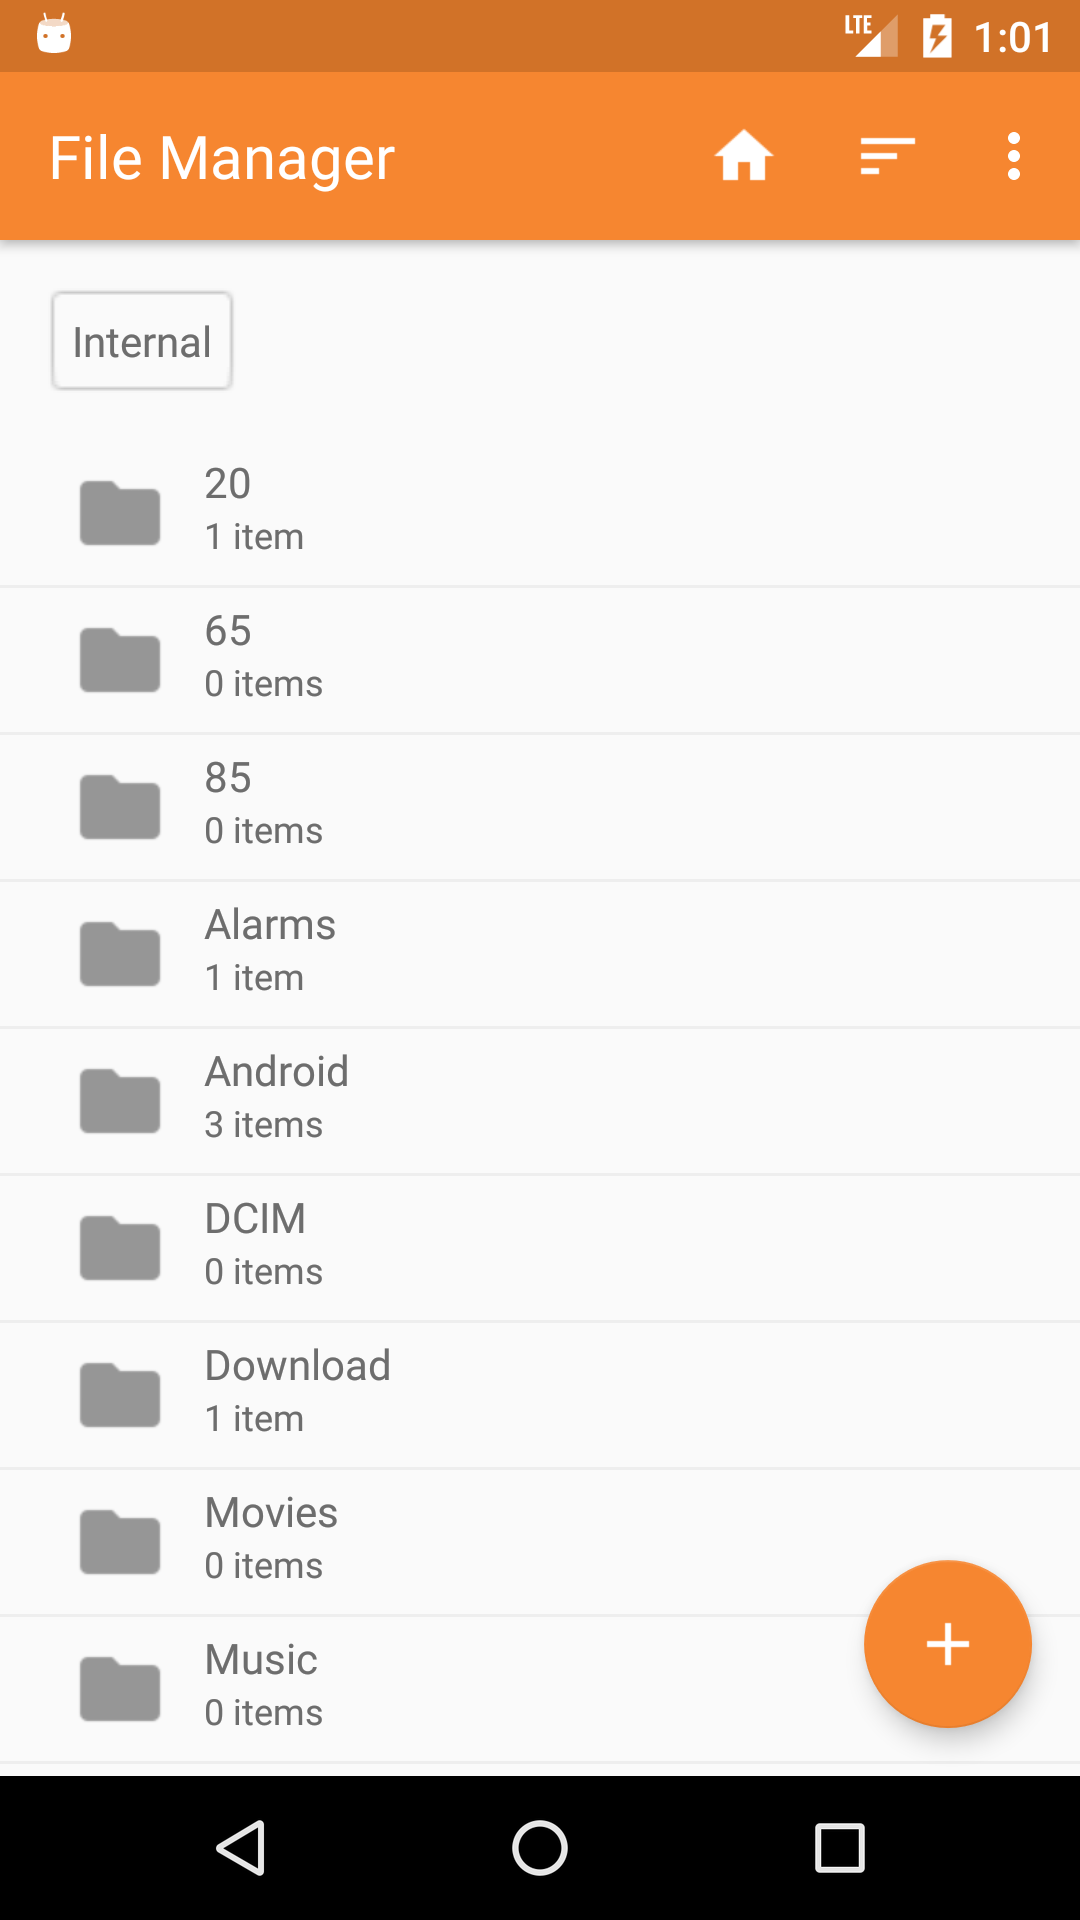 LTE 1:01
File Manager
Internal
20
1 item
65
0 items
85
0 items
Alarms
1 item
Android
3 items
DCIM
0 items
Download
1 item
Movies
0 items
Music
0 items